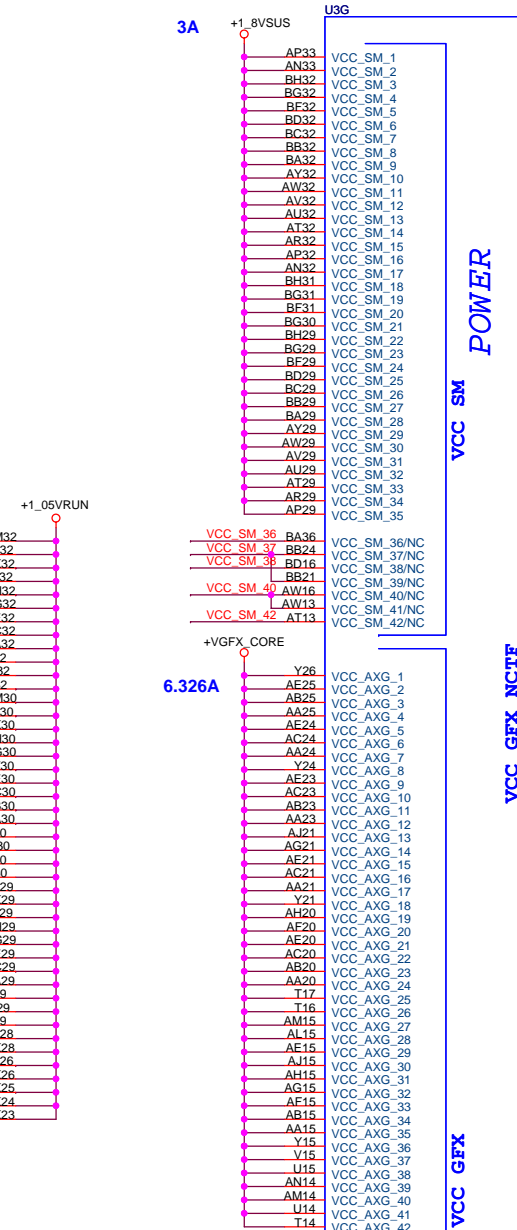 U3G
3A
+1_8VSUS
AP33 VCC_SM_1
AN33 VCC_SM_2
BH32 VCC_SM_3
BG32 VCC_SM_4
BF32 VCC_SM_5
BD32 VCC_SM_6
BC32 VCC_SM_7
BB32 VCC_SM_8
BA32 VCC_SM_9
AY32 VCC_SM_10
AW32 VCC_SM_11
AV32 VCC_SM_12
AU32 VCC_SM_13
AT32 VCC_SM_14
AR32 VCC_SM_15
AP32 VCC_SM_16
AN32 VCC_SM_17
BH31 VCC_SM_18
BG31 VCC_SM_19
BF31 VCC_SM_20
BG30 VCC_SM_21
BH29 VCC_SM_22
BG29 VCC_SM_23
BF29 VCC_SM_24
BD29 VCC_SM_25
BC29 VCC_SM_26
BB29 VCC_SM_27
BA29 VCC_SM_28
AY29 VCC_SM_29
AW29 VCC_SM_30
AV29 VCC_SM_31
AU29 VCC_SM_32
AT29 VCC_SM_33
AR29 VCC_SM_34
AP29 VCC_SM_35
POWER
VCC SM
+1_05VRUN
VCC_SM_36 BA36 VCC_SM_36/NC
VCC_SM_37 BB24 VCC_SM_37/NC
VCC_SM_38 BD16 VCC_SM_38/NC
BB21 VCC_SM_39/NC
VCC_SM_40 AW16 VCC_SM_40/NC
AW13 VCC_SM_41/NC
VCC_SM_42 AT13 VCC_SM_42/NC
+VGFX_CORE
6.326A
Y26 VCC_AXG_1
AE25 VCC_AXG_2
AB25 VCC_AXG_3
AA25 VCC_AXG_4
AE24 VCC_AXG_5
AC24 VCC_AXG_6
AA24 VCC_AXG_7
Y24 VCC_AXG_8
AE23 VCC_AXG_9
AC23 VCC_AXG_10
AB23 VCC_AXG_11
AA23 VCC_AXG_12
AJ21 VCC_AXG_13
AG21 VCC_AXG_14
AE21 VCC_AXG_15
AC21 VCC_AXG_16
AA21 VCC_AXG_17
Y21 VCC_AXG_18
AH20 VCC_AXG_19
AF20 VCC_AXG_20
AE20 VCC_AXG_21
AC20 VCC_AXG_22
AB20 VCC_AXG_23
AA20 VCC_AXG_24
T17 VCC_AXG_25
T16 VCC_AXG_26
AM15 VCC_AXG_27
AL15 VCC_AXG_28
AE15 VCC_AXG_29
AJ15 VCC_AXG_30
AH15 VCC_AXG_31
AG15 VCC_AXG_32
AF15 VCC_AXG_33
AB15 VCC_AXG_34
AA15 VCC_AXG_35
Y15 VCC_AXG_36
V15 VCC_AXG_37
U15 VCC_AXG_38
AN14 VCC_AXG_39
AM14 VCC_AXG_40
U14 VCC_AXG_41
T14 VCC_AXG_42
VCC GFX NCTF
VCC GFX